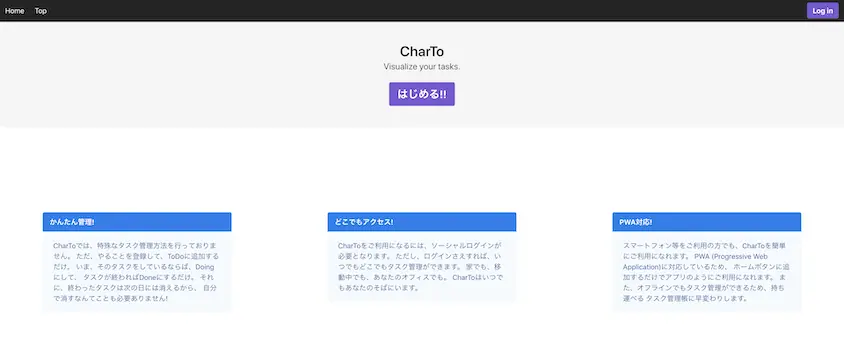 Home Top Log in
CharTo
Visualize your tasks.
はじめる!!
かんたん管理!
CharToでは、特殊なタスク管理方法を行っておりま
せん。 ただ、やることを登録して、ToDoに追加する
だけ。 いま、そのタスクをしているならば、Doing
にして、 タスクが終わればDoneにするだけ。 それ
に、終わったタスクは次の日には消えるから、 自分
で消すなんてことも必要ありません!
どこでもアクセス!
CharToをご利用になるには、ソーシャルログインが
必要となります。 ただし、ログインさえすれば、い
つでもどこでもタスク管理ができます。 家でも、移
動中でも、あなたのオフィスでも。 CharToはいつで
もあなたのそばにいます。
PWA対応!
スマートフォン等をご利用の方でも、CharToを簡単
にご利用になれます。 PWA (Progressive Web
Application)に対応しているため、 ホームボタンに追
加するだけでアプリのようにご利用になれます。 ま
た、オフラインでもタスク管理ができるため、持ち
運べる タスク管理帳に早変わりします。